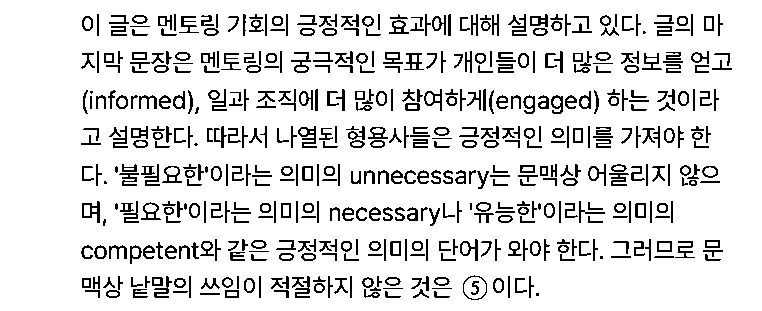 이 글은 멘토링 기회의 긍정적인 효과에 대해 설명하고 있다. 글의 마
지막 문장은 멘토링의 궁극적인 목표가 개인들이 더 많은 정보를 얻고
(informed), 일과 조직에 더 많이 참여하게(engaged) 하는 것이라
고 설명한다. 따라서 나열된 형용사들은 긍정적인 의미를 가져야 한
다. '불필요한'이라는 의미의 unnecessary는 문맥상 어울리지 않으
며, '필요한'이라는 의미의 necessary나 '유능한'이라는 의미의
competent와 같은 긍정적인 의미의 단어가 와야 한다. 그러므로 문
맥상 낱말의 쓰임이 적절하지 않은 것은 ⑤이다.